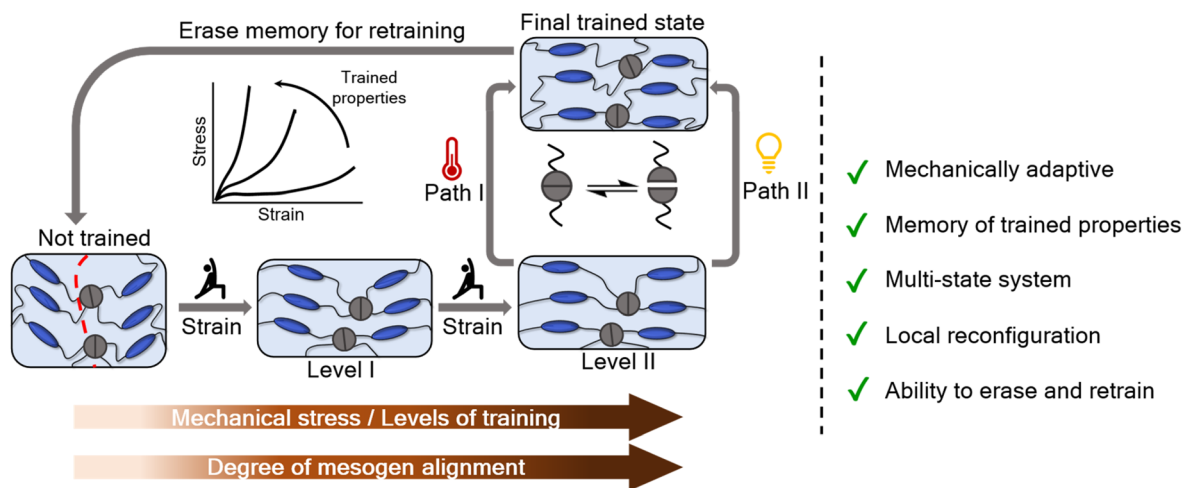 Erase memory for retraining
Final trained state
Trained
properties
Stress
Strain
Path I
Path II
Not trained
Strain
Level I
Strain
Level II
Mechanical stress / Levels of training
Degree of mesogen alignment
✓ Mechanically adaptive
✓ Memory of trained properties
✓ Multi-state system
✓ Local reconfiguration
✓ Ability to erase and retrain